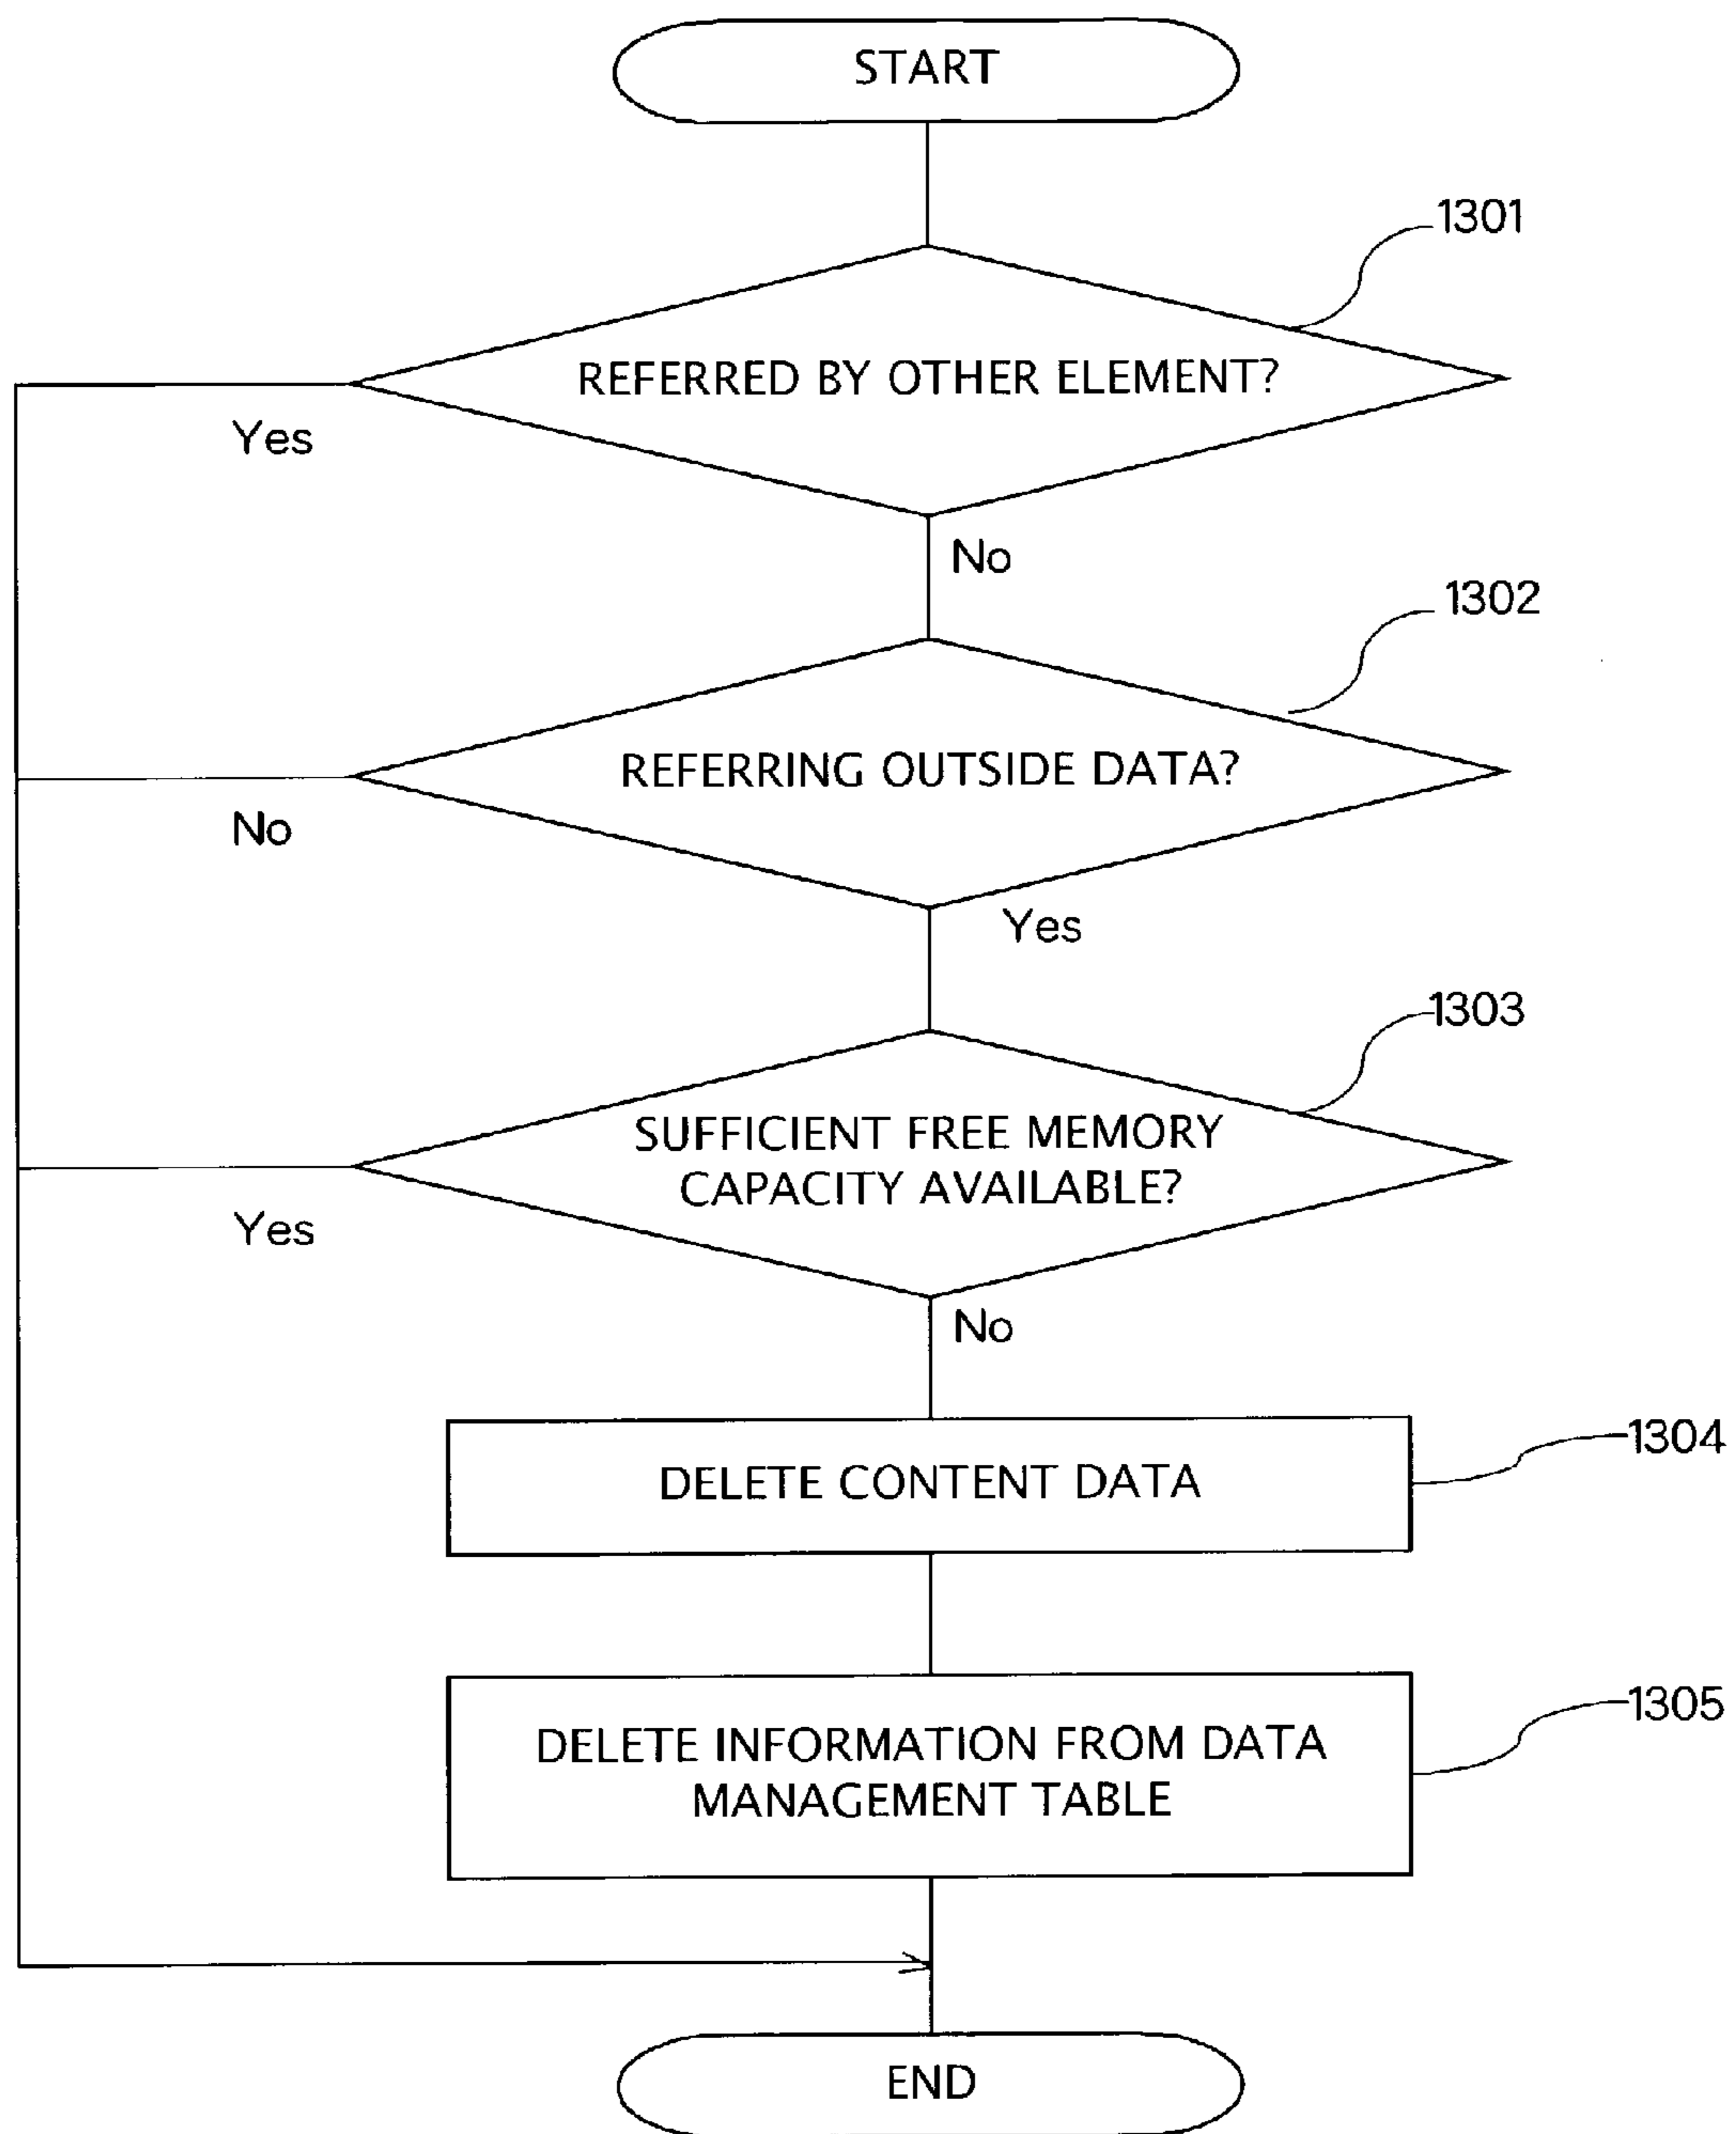 START
1301
REFERRED BY OTHER ELEMENT?
Yes
No
1302
REFERRING OUTSIDE DATA?
No
Yes
1303
SUFFICIENT FREE MEMORY
CAPACITY AVAILABLE?
Yes
No
1304
DELETE CONTENT DATA
1305
DELETE INFORMATION FROM DATA
MANAGEMENT TABLE
END